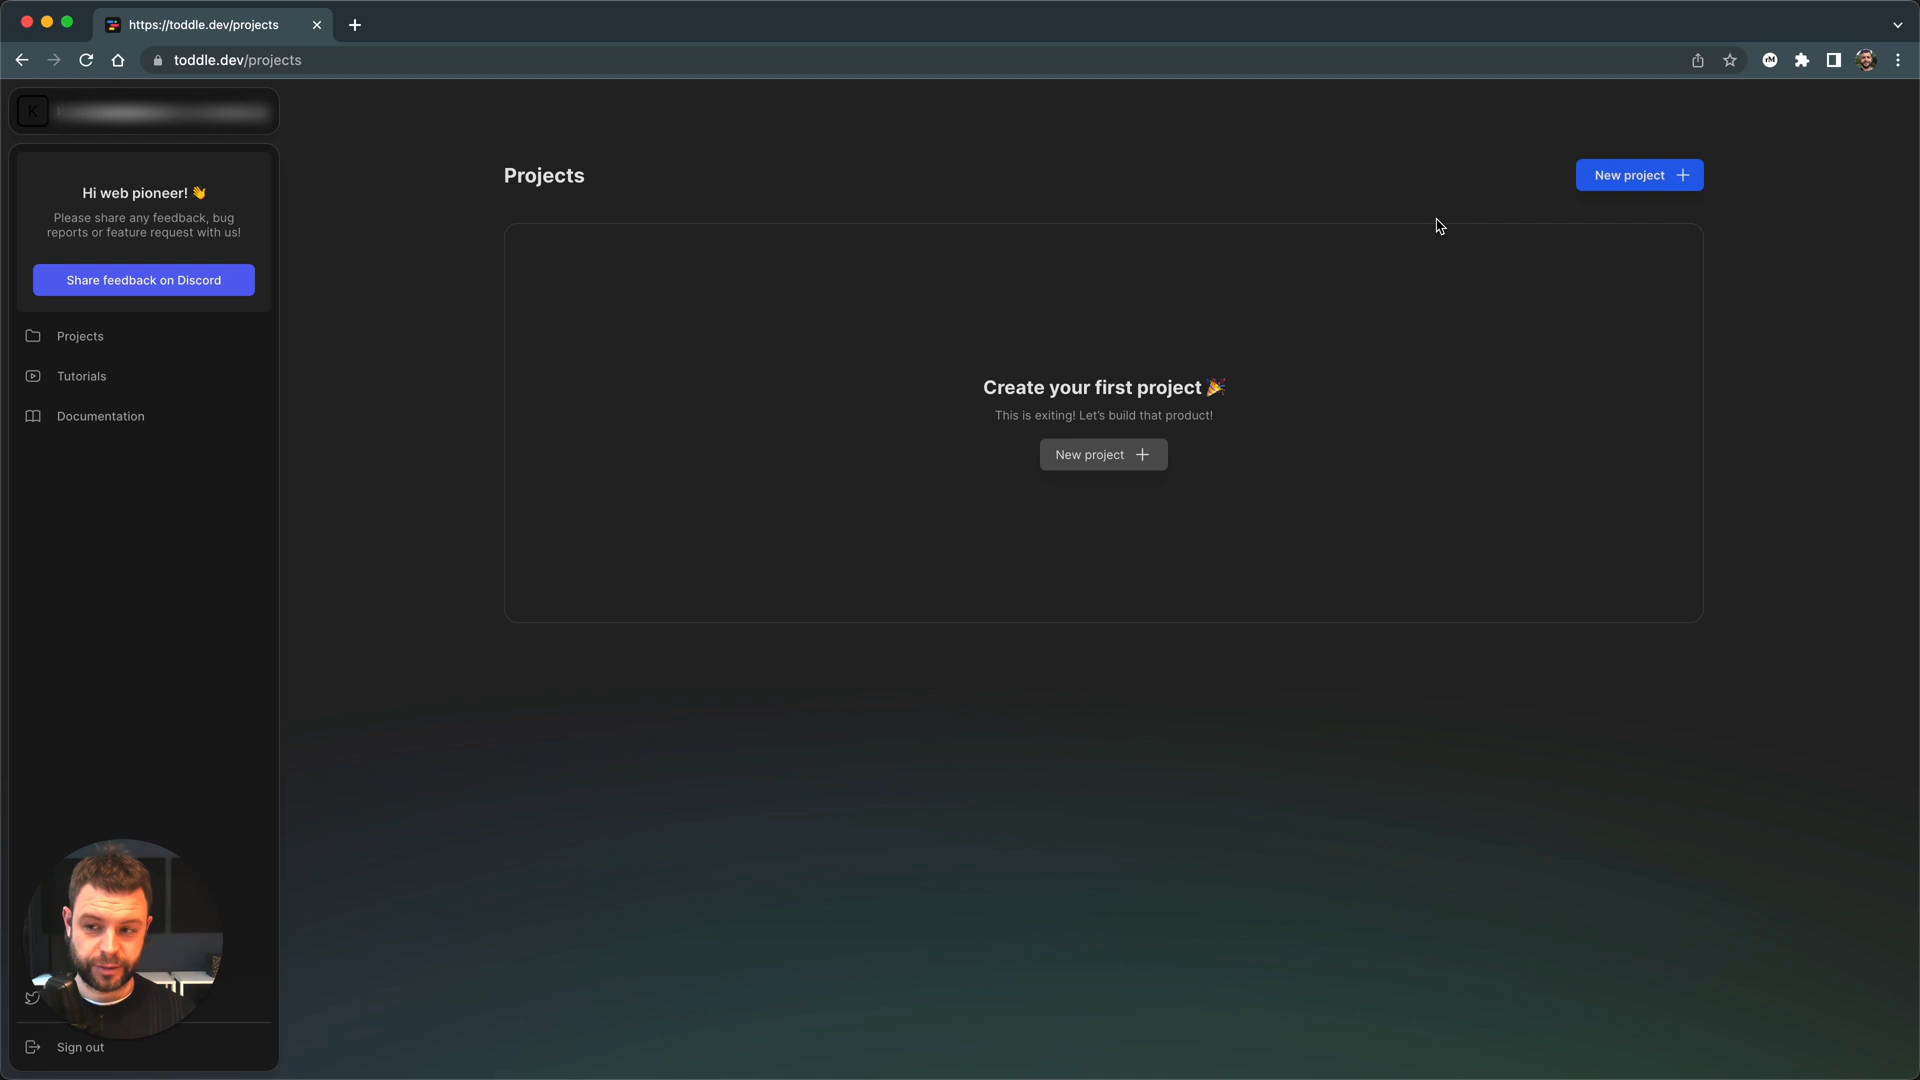 https://toddle.dev/projects
toddle.dev/projects
K
Hi web pioneer! 👋
Please share any feedback, bug
reports or feature request with us!
Share feedback on Discord
Projects
Tutorials
Documentation
Sign out
Projects
New project
Create your first project 🎉
This is exiting! Let's build that product!
New project